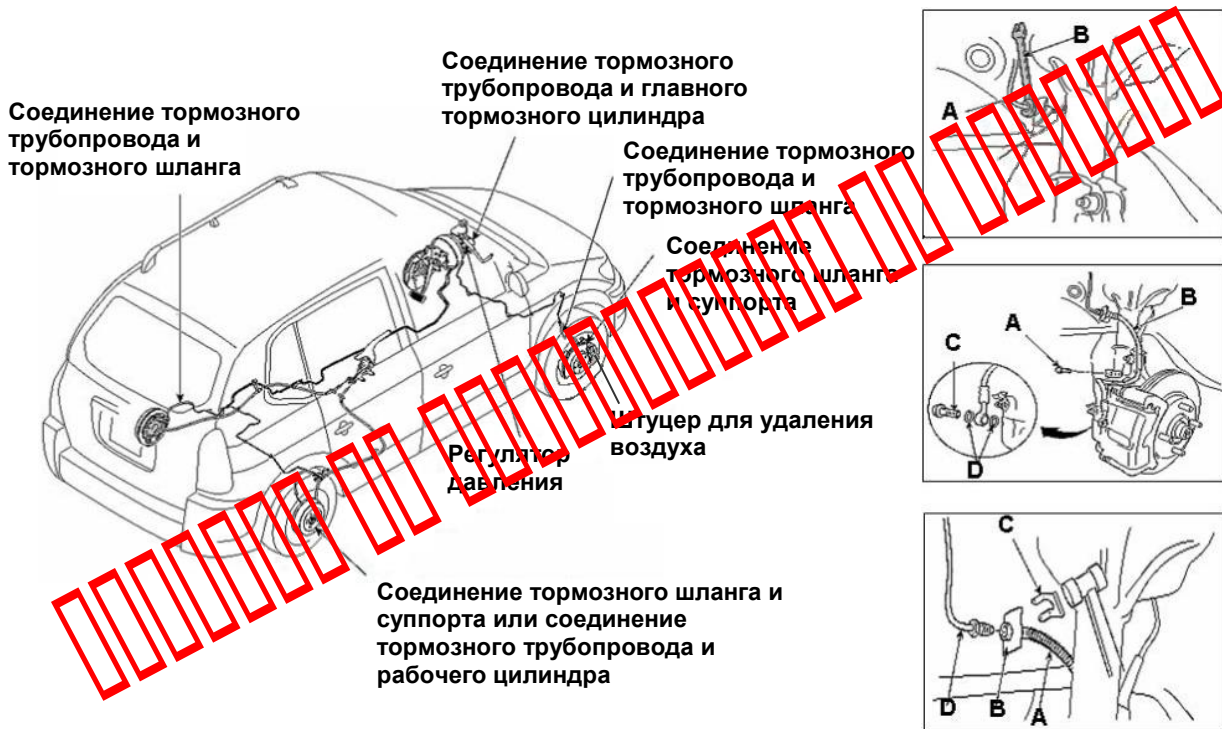 Соединение тормозного
трубопровода и
тормозного шланга
Соединение тормозного
трубопровода и главного
тормозного цилиндра
Соединение тормозного
трубопровода и
тормозного шланга
Соединение
тормозного шланга
и суппорта
Штуцер для удаления
воздуха
Регулятор
давления
Соединение тормозного шланга и
суппорта или соединение
тормозного трубопровода и
рабочего цилиндра
B
A
B
A
C
D
C
D
B
A